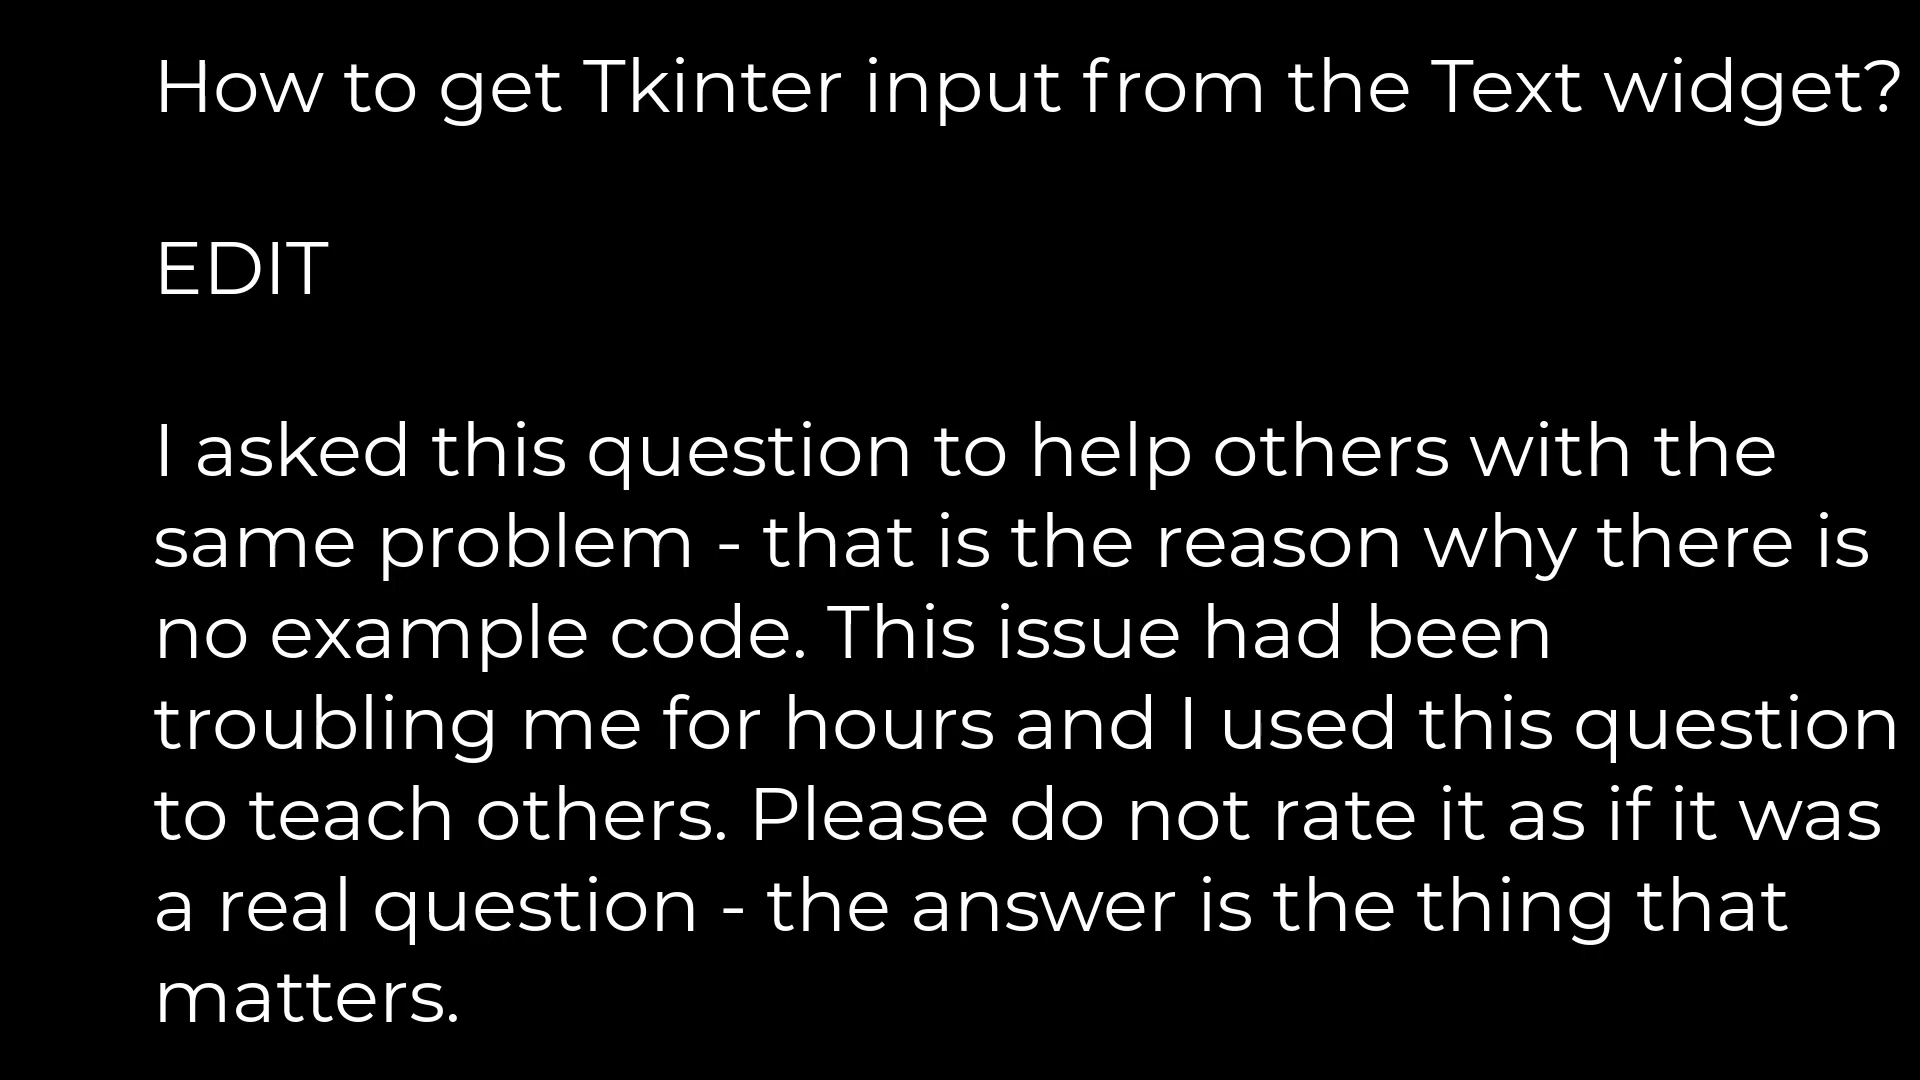 How to get Tkinter input from the Text widget?
EDIT
I asked this question to help others with the
same problem - that is the reason why there is
no example code. This issue had been
troubling me for hours and I used this question
to teach others. Please do not rate it as if it was
a real question - the answer is the thing that
matters.